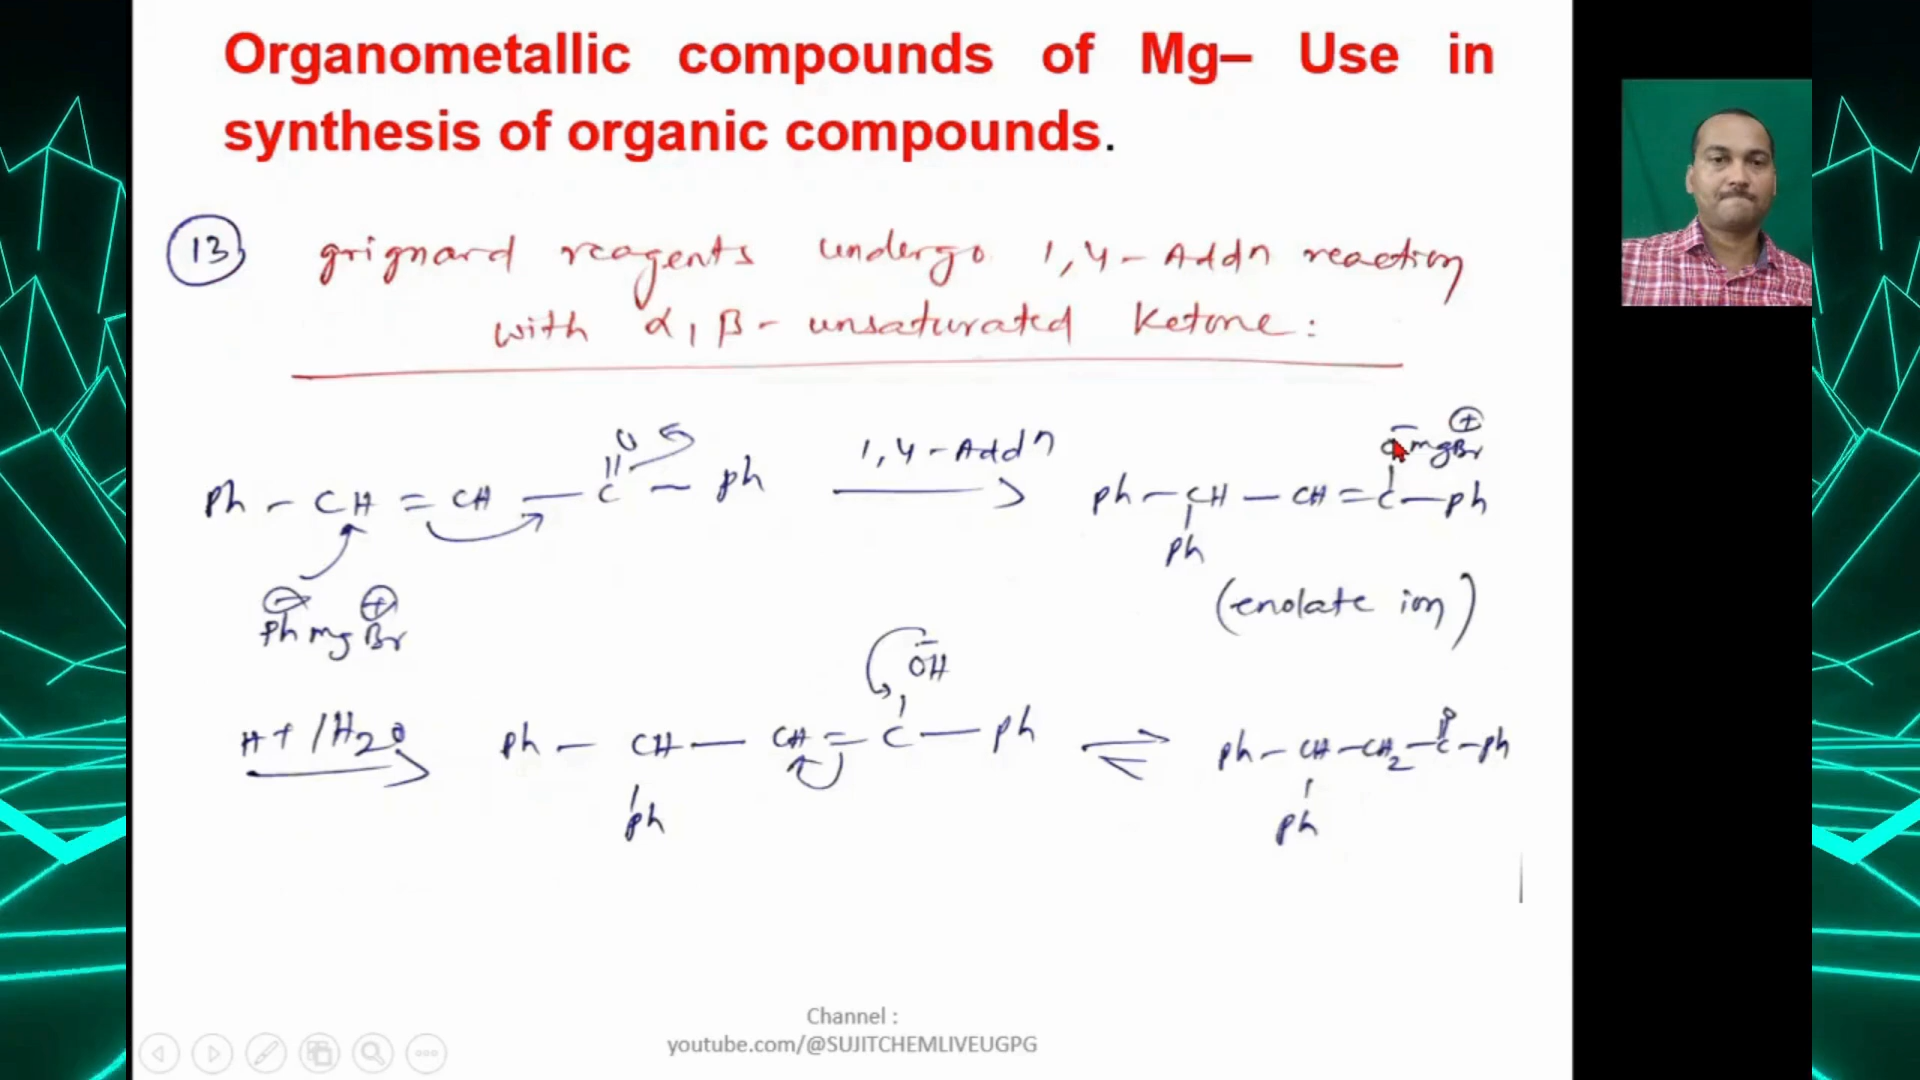 Organometallic compounds of Mg– Use in
synthesis of organic compounds.
13 grignard reagents undergo 1,4-Addn reaction
with α,β-unsaturated Ketone:
O
Ph - CH = CH - C - Ph
1,4-Addn
O⁻ MgBr ⊕
Ph - CH - CH = C - Ph
Ph
(enolate ion)
⊖ ⊕
Ph Mg Br
H+/H2O
OH
Ph - CH - CH = C - Ph
Ph
O
Ph - CH - CH2 - C - Ph
Ph
Channel :
youtube.com/@SUJITCHEMLIVEUGPG